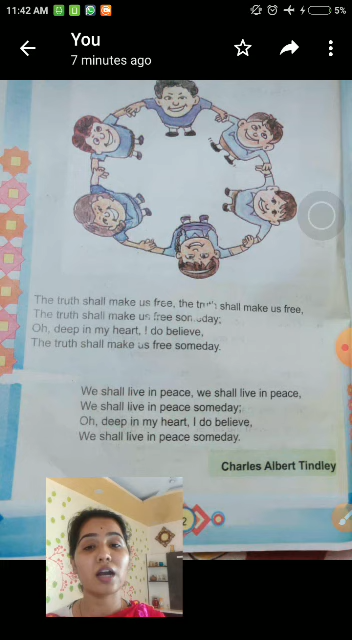 11:42 AM
5%
You
7 minutes ago
The truth shall make us free, the truth shall make us free,
The truth shall make us free someday;
Oh, deep in my heart, I do believe,
The truth shall make us free someday.
We shall live in peace, we shall live in peace,
We shall live in peace someday;
Oh, deep in my heart, I do believe,
We shall live in peace someday.
Charles Albert Tindley
2